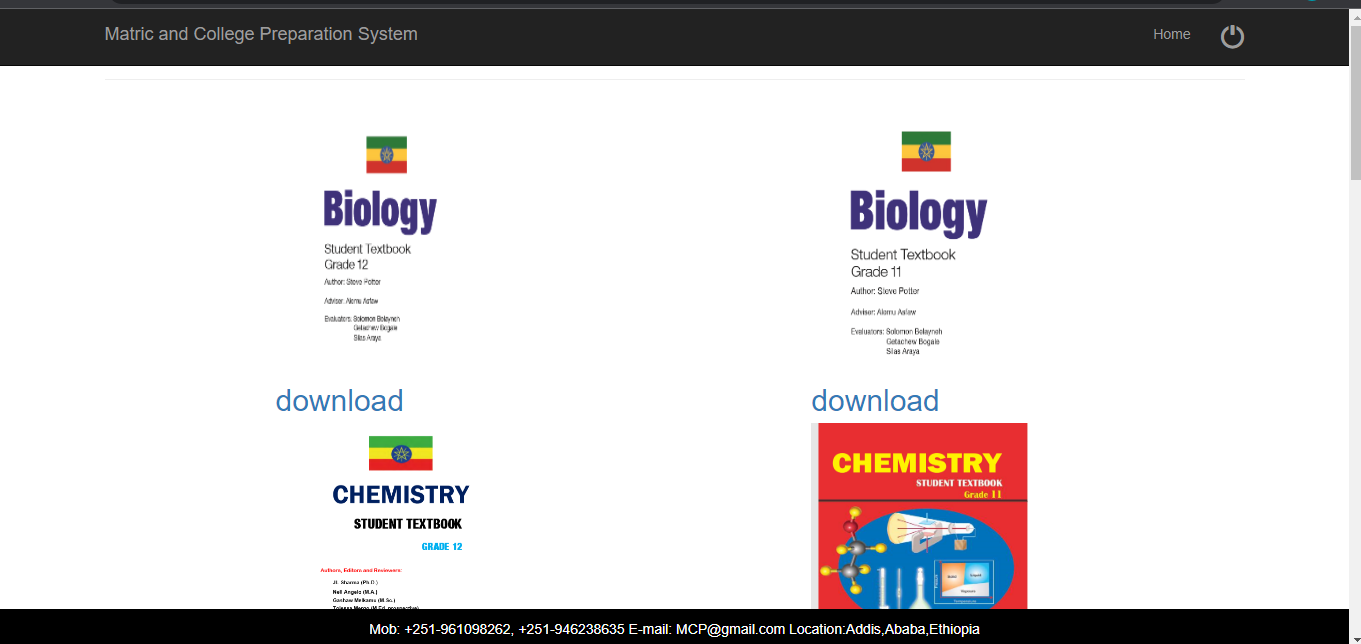 Matric and College Preparation System
Home
Biology
Student Textbook
Grade 12
Author: Steve Potter
Adviser: Alemu Asfaw
Evaluators: Solomon Belayneh
Getachew Bogale
Silas Araya
download
Biology
Student Textbook
Grade 11
Author: Steve Potter
Adviser: Alemu Asfaw
Evaluators: Solomon Belayneh
Getachew Bogale
Silas Araya
download
CHEMISTRY
STUDENT TEXTBOOK
GRADE 12
Authors, Editors and Reviewers:
J.L. Sharma (Ph.D.)
Nell Angelo (M.A.)
Gashaw Melkamu (M.Sc.)
CHEMISTRY
STUDENT TEXTBOOK
Grade 11
Mob: +251-961098262, +251-946238635 E-mail: MCP@gmail.com Location:Addis,Ababa,Ethiopia